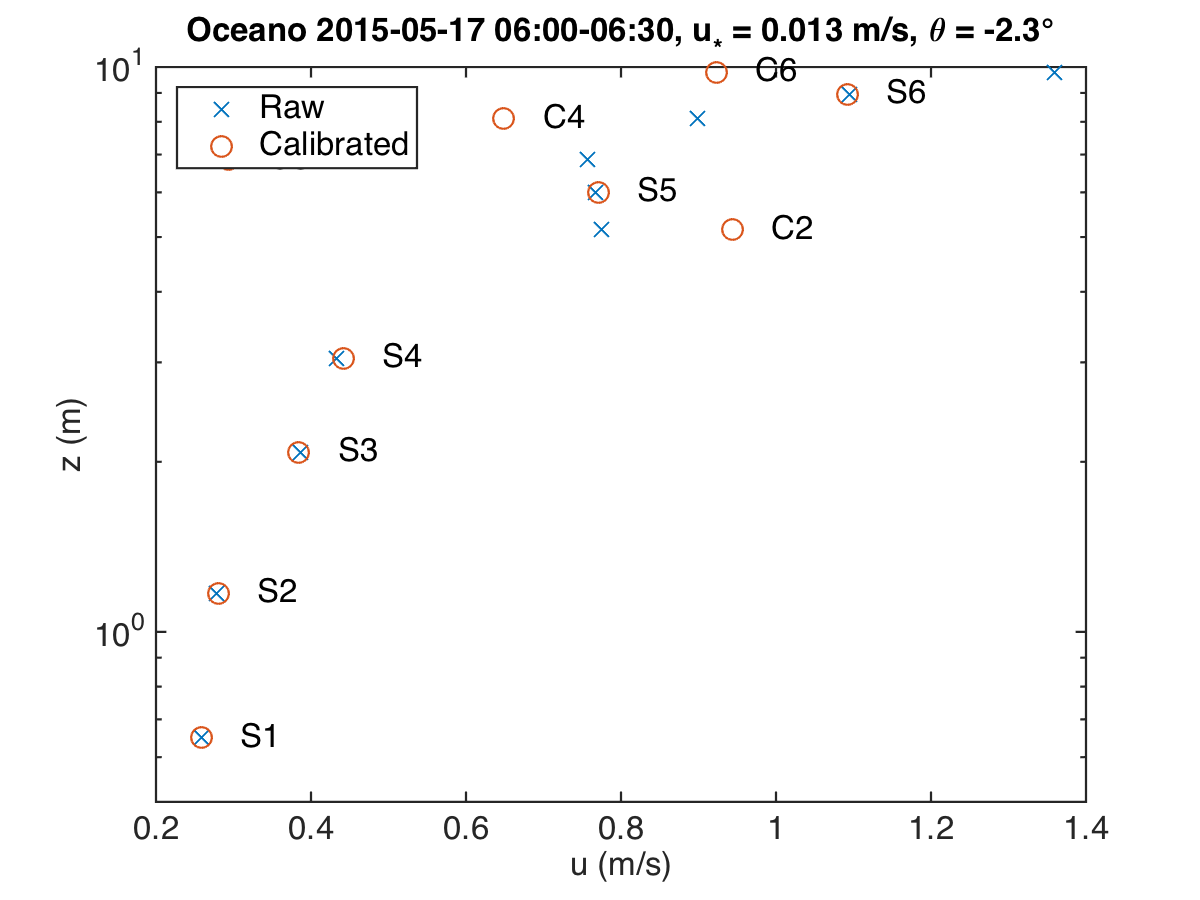 Oceano 2015-05-17 06:00-06:30, u* = 0.013 m/s, θ = -2.3°
10¹
C6
S6
Raw
C4
Calibrated
S5
C2
S4
z (m)
S3
S2
10⁰
S1
0.2 0.4 0.6 0.8 1 1.2 1.4
u (m/s)